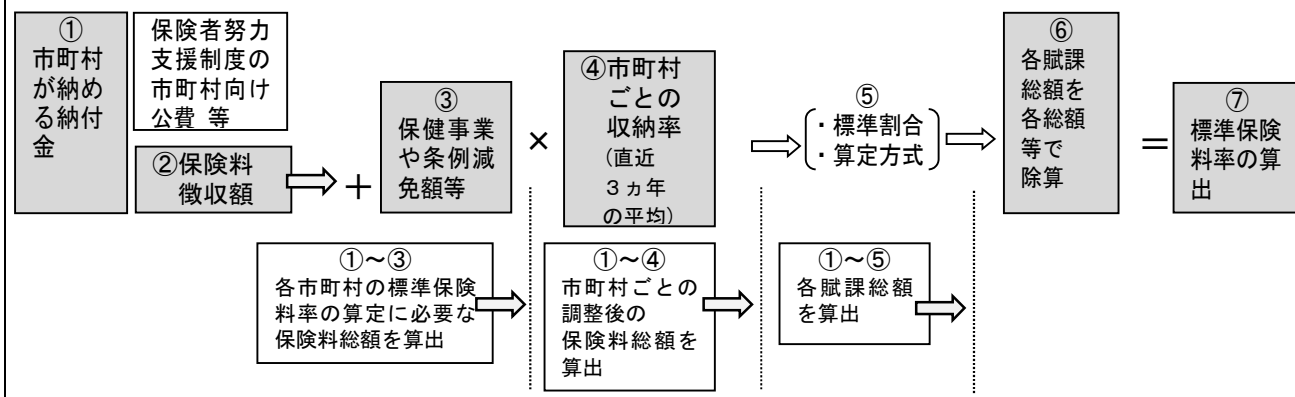 ①
市町村
が納め
る納付
金
保険者努力
支援制度の
市町村向け
公費 等
②保険料
徴収額
＋
③
保健事業
や条例減
免額等
×
④市町村
ごとの
収納率
(直近
３ヵ年
の平均)
⑤
・標準割合
・算定方式
⑥
各賦課
総額を
各総額
等で
除算
＝
⑦
標準保険
料率の算
出
①～③
各市町村の標準保険
料率の算定に必要な
保険料総額を算出
①～④
市町村ごとの
調整後の
保険料総額を
算出
①～⑤
各賦課総額
を算出